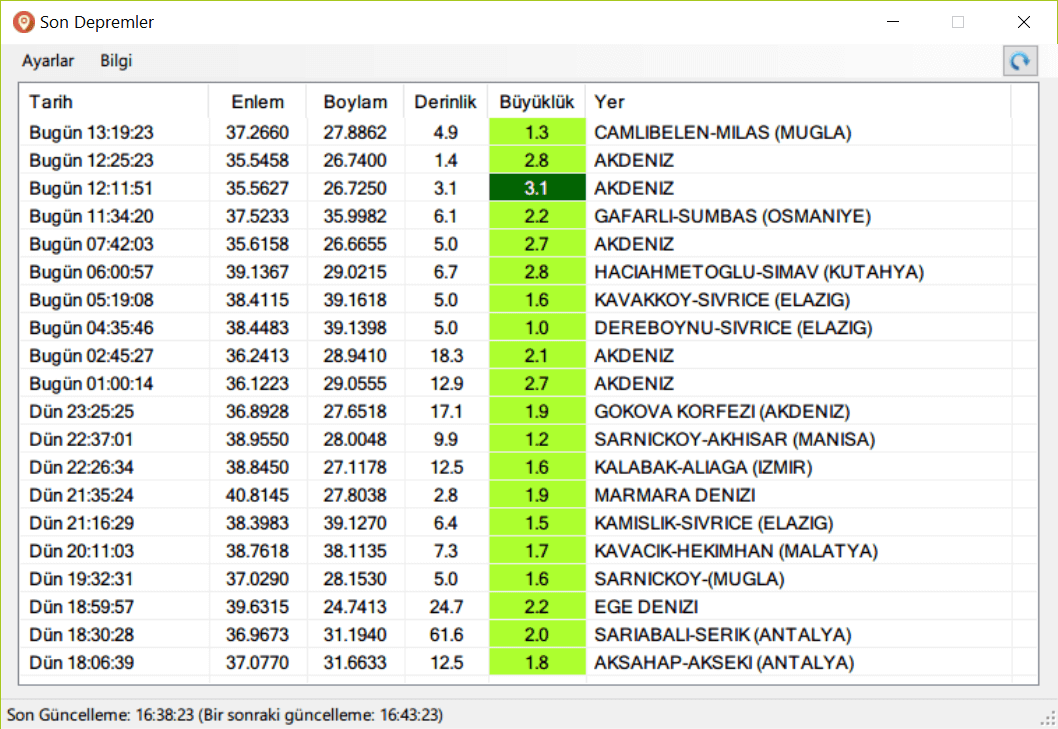 Son Depremler
Ayarlar Bilgi
Tarih Enlem Boylam Derinlik Büyüklük Yer
Bugün 13:19:23 37.2660 27.8862 4.9 1.3 CAMLIBELEN-MILAS (MUGLA)
Bugün 12:25:23 35.5458 26.7400 1.4 2.8 AKDENIZ
Bugün 12:11:51 35.5627 26.7250 3.1 3.1 AKDENIZ
Bugün 11:34:20 37.5233 35.9982 6.1 2.2 GAFARLI-SUMBAS (OSMANIYE)
Bugün 07:42:03 35.6158 26.6655 5.0 2.7 AKDENIZ
Bugün 06:00:57 39.1367 29.0215 6.7 2.8 HACIAHMETOGLU-SIMAV (KUTAHYA)
Bugün 05:19:08 38.4115 39.1618 5.0 1.6 KAVAKKOY-SIVRICE (ELAZIG)
Bugün 04:35:46 38.4483 39.1398 5.0 1.0 DEREBOYNU-SIVRICE (ELAZIG)
Bugün 02:45:27 36.2413 28.9410 18.3 2.1 AKDENIZ
Bugün 01:00:14 36.1223 29.0555 12.9 2.7 AKDENIZ
Dün 23:25:25 36.8928 27.6518 17.1 1.9 GOKOVA KORFEZI (AKDENIZ)
Dün 22:37:01 38.9550 28.0048 9.9 1.2 SARNICKOY-AKHISAR (MANISA)
Dün 22:26:34 38.8450 27.1178 12.5 1.6 KALABAK-ALIAGA (IZMIR)
Dün 21:35:24 40.8145 27.8038 2.8 1.9 MARMARA DENIZI
Dün 21:16:29 38.3983 39.1270 6.4 1.5 KAMISLIK-SIVRICE (ELAZIG)
Dün 20:11:03 38.7618 38.1135 7.3 1.7 KAVACIK-HEKIMHAN (MALATYA)
Dün 19:32:31 37.0290 28.1530 5.0 1.6 SARNICKOY-(MUGLA)
Dün 18:59:57 39.6315 24.7413 24.7 2.2 EGE DENIZI
Dün 18:30:28 36.9673 31.1940 61.6 2.0 SARIABALI-SERIK (ANTALYA)
Dün 18:06:39 37.0770 31.6633 12.5 1.8 AKSAHAP-AKSEKI (ANTALYA)
Son Güncelleme: 16:38:23 (Bir sonraki güncelleme: 16:43:23)